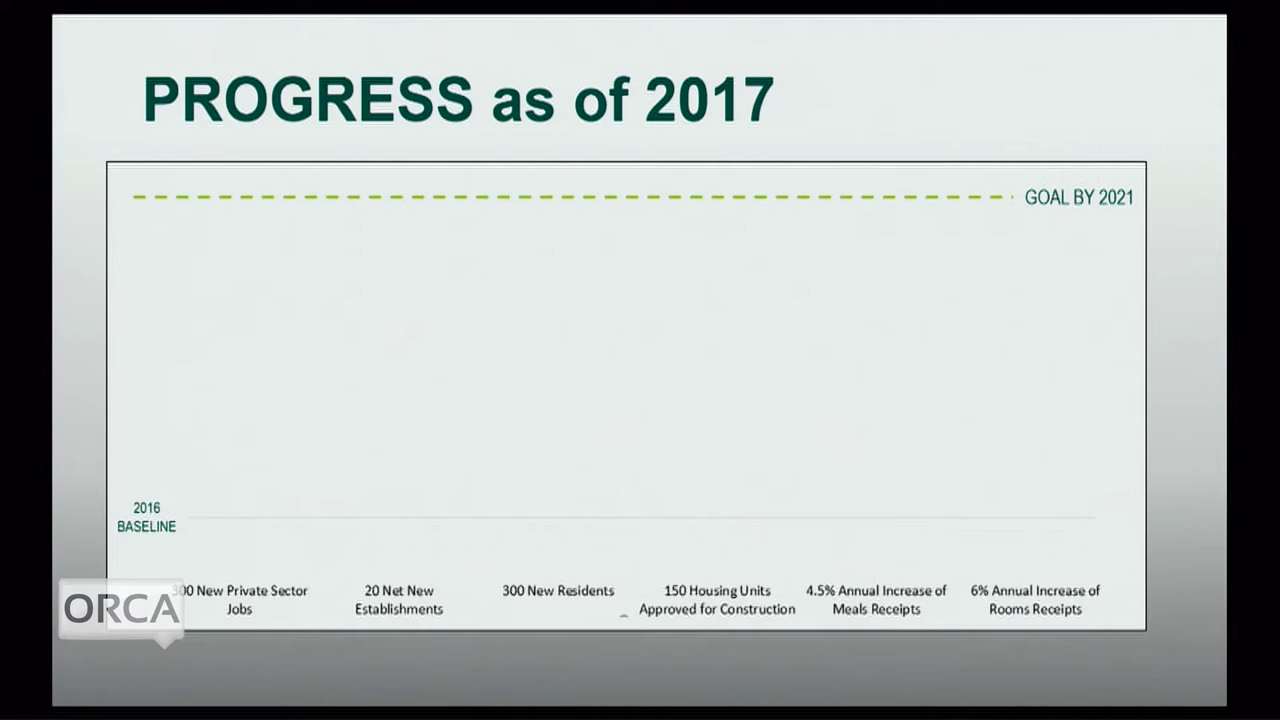 PROGRESS as of 2017
GOAL BY 2021
2016
BASELINE
300 New Private Sector
Jobs
20 Net New
Establishments
300 New Residents
150 Housing Units
Approved for Construction
4.5% Annual Increase of
Meals Receipts
6% Annual Increase of
Rooms Receipts
ORCA